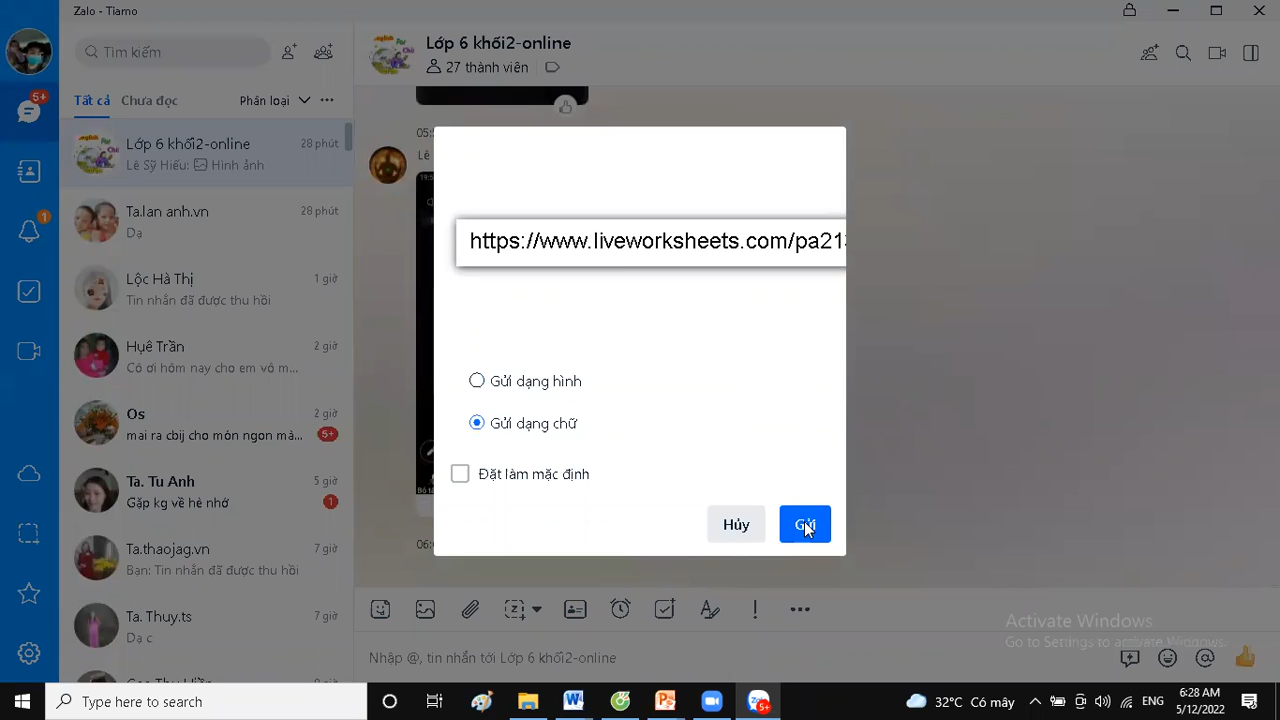 Zalo - Tiamo
Tìm kiếm
Lớp 6 khối2-online
27 thành viên
5+
Tất cả
Chưa đọc
Phân loại
Lớp 6 khối2-online
28 phút
Lê Sỹ Hiếu: Hình ảnh
Ta.lan anh.vn
28 phút
Dạ
1
Lộc Hà Thị
1 giờ
Tin nhắn đã được thu hồi
Huê Trần
2 giờ
Có ơi hôm nay cho em vô m...
Os
2 giờ
mai ra cbij cho món ngon mà...
5+
Ta. Tu Anh
5 giờ
Gặp kg về hè nhớ
1
Ta.thaojag.vn
7 giờ
Bạn: Tin nhắn đã được thu hồi
Ta. Thuy.ts
7 giờ
Dạ c
Lê
https://www.liveworksheets.com/pa213
Gửi dạng hình
Gửi dạng chữ
Đặt làm mặc định
Hủy
Gửi
Activate Windows
Go to Settings to activate Windows.
Nhập @, tin nhắn tới Lớp 6 khối2-online
Type here to search
5+
32°C Có mây
ENG
6:28 AM
5/12/2022